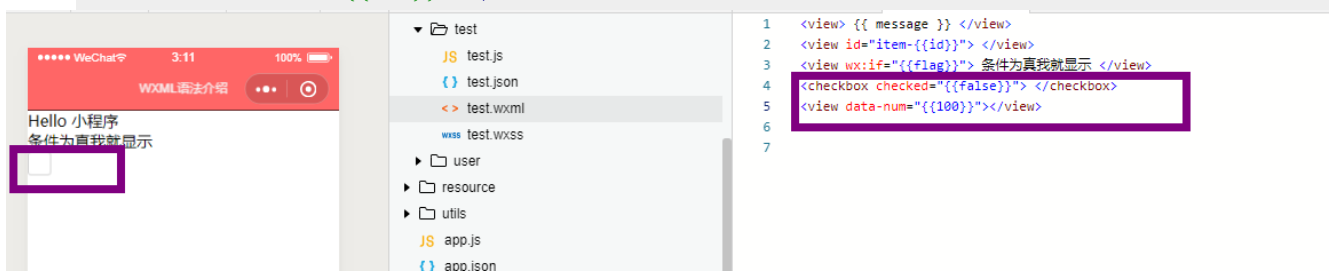 ●●●●● WeChat 3:11 100%
WXML语法介绍
Hello 小程序
条件为真我就显示
test
JS test.js
{ } test.json
< > test.wxml
wxss test.wxss
user
resource
utils
JS app.js
{ } app.json
1 <view> {{ message }} </view>
2 <view id="item-{{id}}"> </view>
3 <view wx:if="{{flag}}"> 条件为真我就显示 </view>
4 <checkbox checked="{{false}}"> </checkbox>
5 <view data-num="{{100}}"></view>
6
7